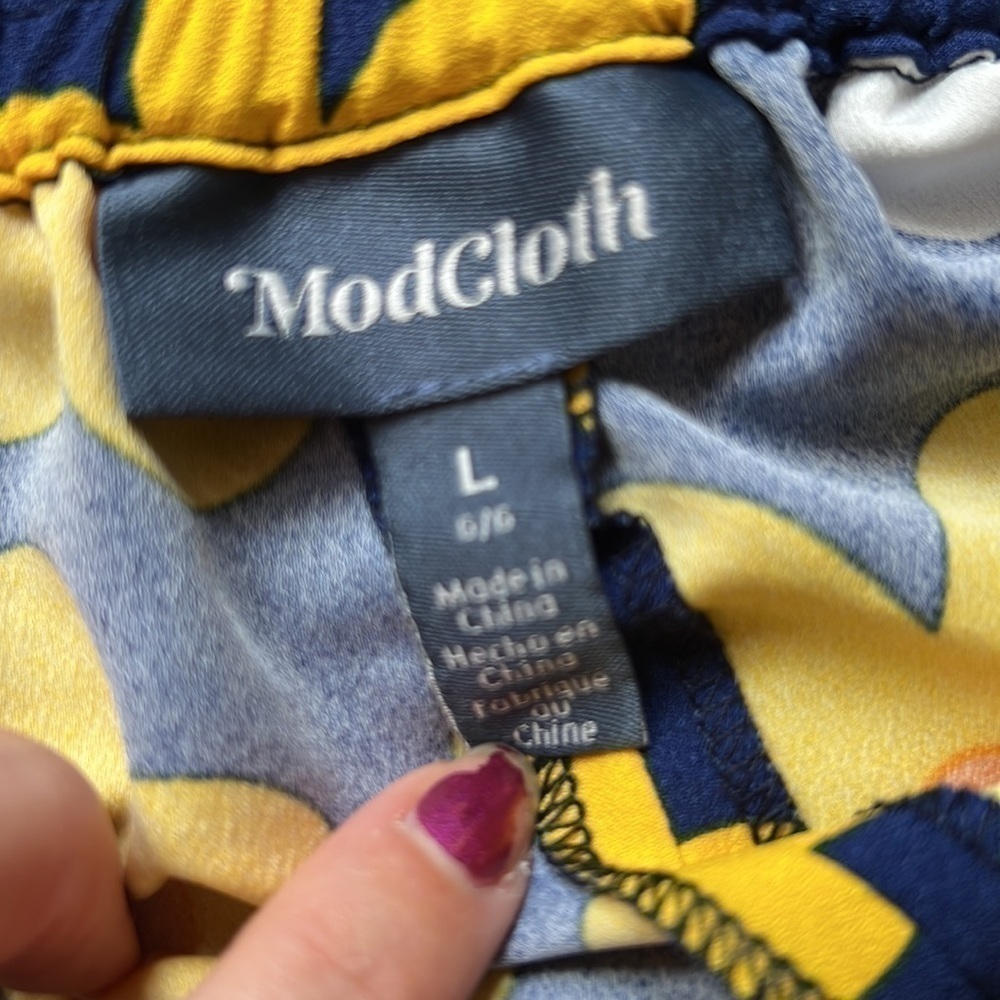 ModCloth
L
G/G
Made in
China
Hecho en
China
Fabrique
au
Chine